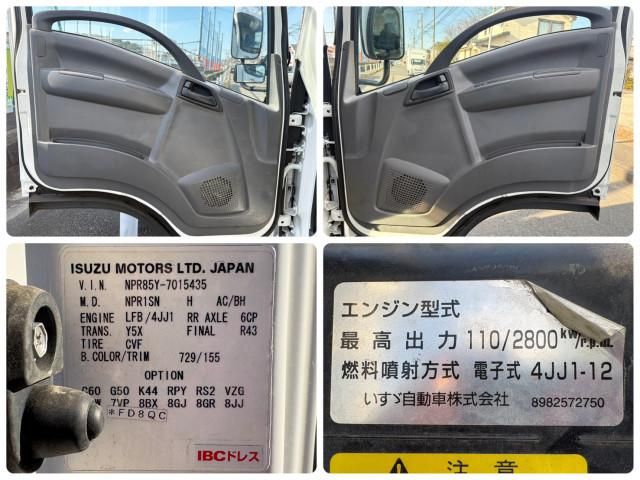 ISUZU MOTORS LTD. JAPAN
V.I.N. NPR85Y-7015435
M.D. NPR1SN H AC/BH
ENGINE LFB/4JJ1 RR AXLE 6CP
TRANS. Y5X FINAL R43
TIRE CVF
B.COLOR/TRIM 729/155
OPTION
C60 G50 K44 RPY RS2 VZG
7VP 8BX 8GJ 8GR 8JJ
*FD8QC
IBCドレス
エンジン型式
最高出力 110/2800kw/r.p.m.
燃料噴射方式 電子式 4JJ1-12
いすゞ自動車株式会社 8982572750
注意